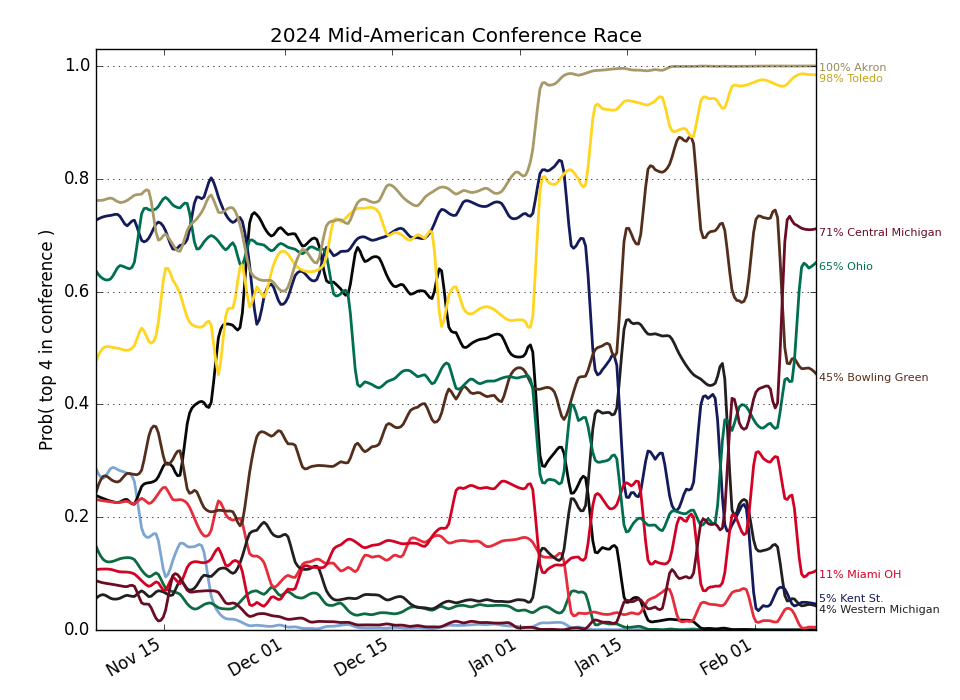 2024 Mid-American Conference Race
Prob( top 4 in conference )
1.0
0.8
0.6
0.4
0.2
0.0
Nov 15
Dec 01
Dec 15
Jan 01
Jan 15
Feb 01
100% Akron
98% Toledo
71% Central Michigan
65% Ohio
45% Bowling Green
11% Miami OH
5% Kent St.
4% Western Michigan